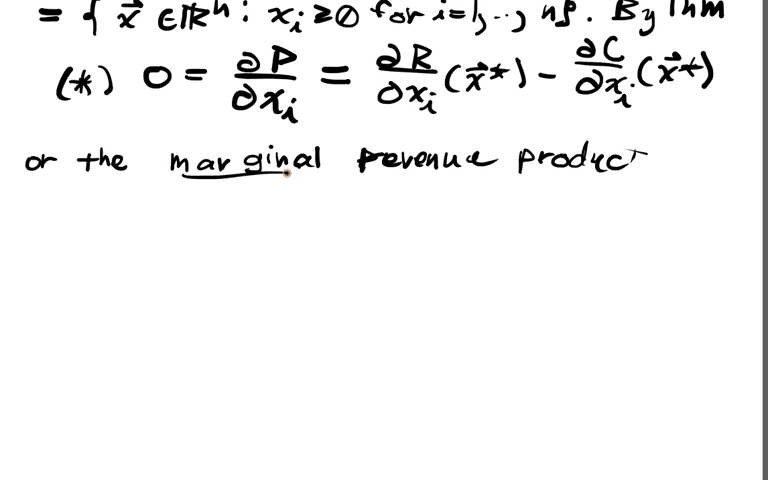 = { x⃗ ∈ ℝⁿ : xᵢ ≥ 0 for i=1,..., n}. By Thm
(*) 0 = ∂P/∂xᵢ = ∂R/∂xᵢ (x⃗*) - ∂C/∂xᵢ (x⃗*)
or the marginal revenue product